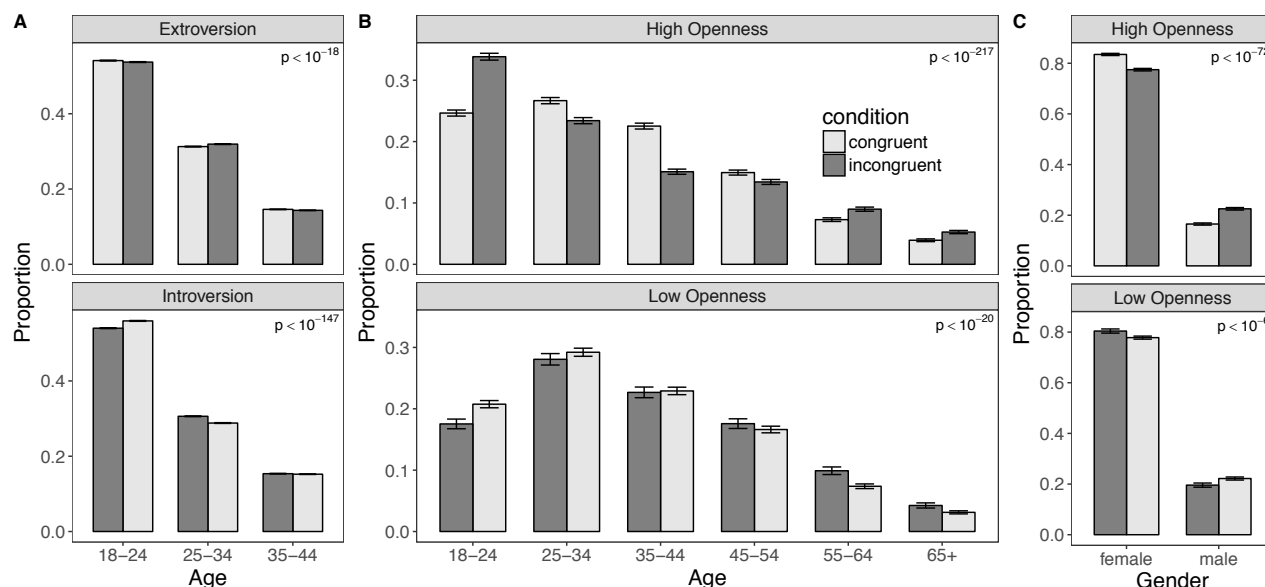 A
Extroversion
p < 10−18
0.4
0.2
0.0
Introversion
p < 10−147
0.4
0.2
0.0
18−24 25−34 35−44
Age
Proportion
B
High Openness
p < 10−217
condition
congruent
incongruent
0.3
0.2
0.1
0.0
Low Openness
p < 10−20
0.3
0.2
0.1
0.0
18−24 25−34 35−44 45−54 55−64 65+
Age
Proportion
C
High Openness
0.8
0.6
0.4
0.2
0.0
Low Openness
0.8
0.6
0.4
0.2
0.0
female male
Gender
Proportion